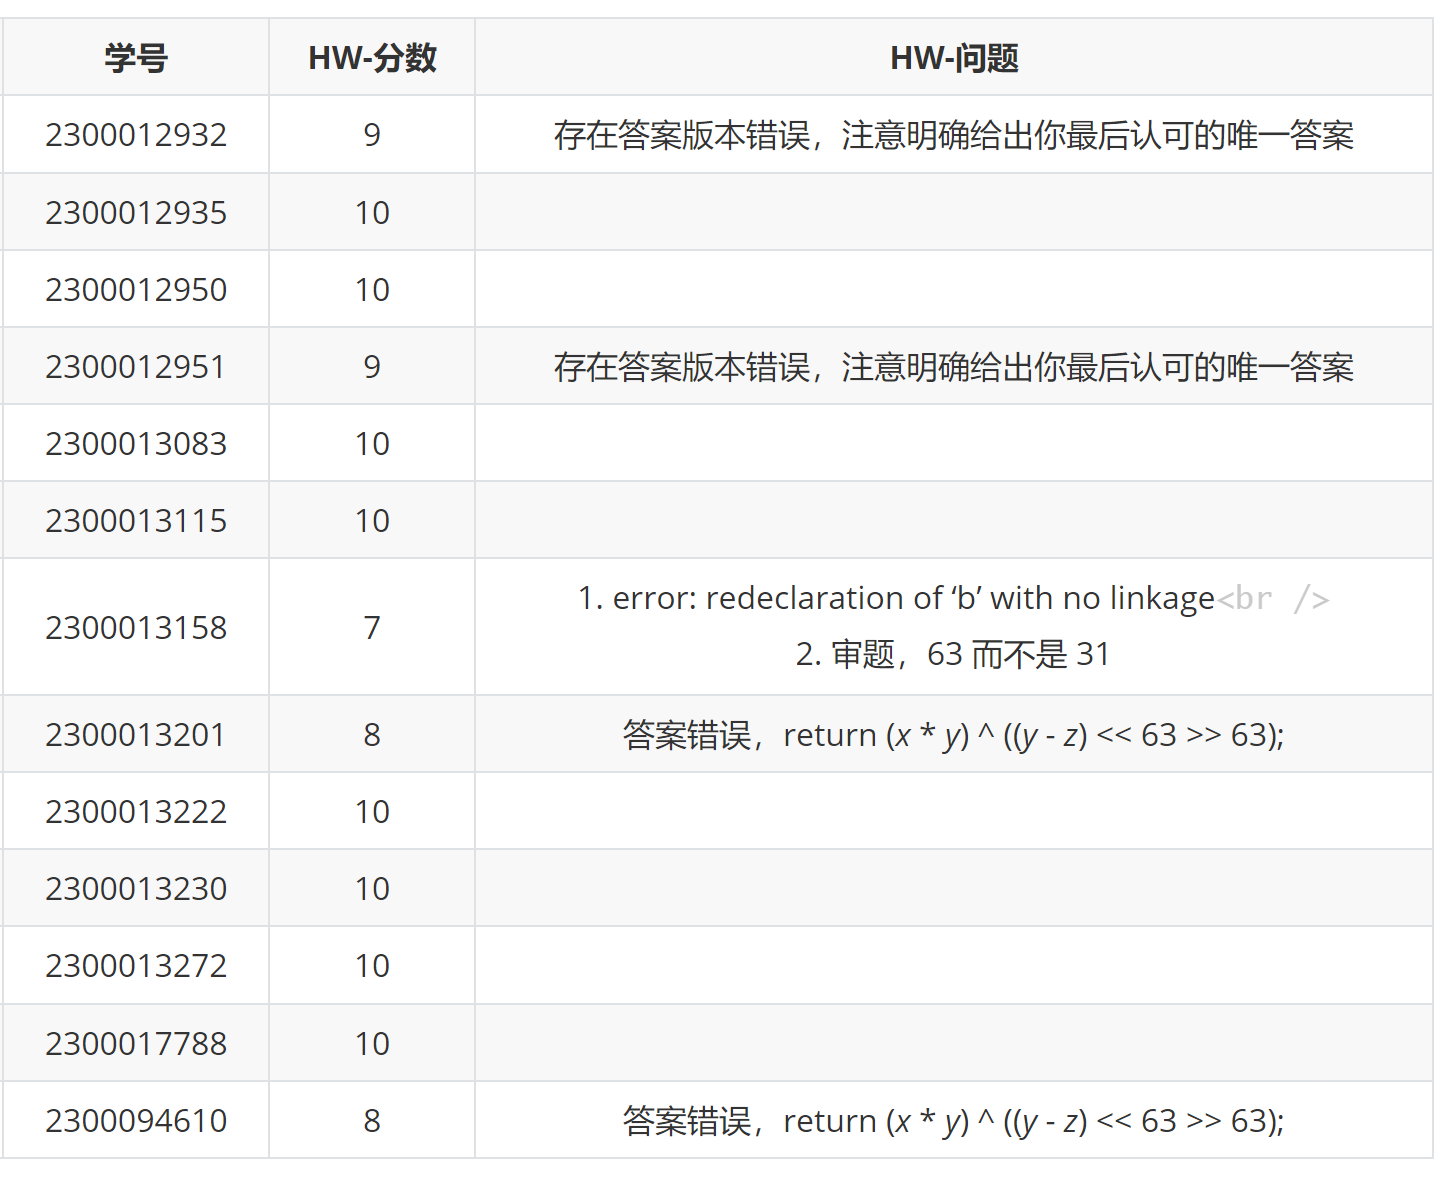 学号 HW-分数 HW-问题
2300012932 9 存在答案版本错误，注意明确给出你最后认可的唯一答案
2300012935 10
2300012950 10
2300012951 9 存在答案版本错误，注意明确给出你最后认可的唯一答案
2300013083 10
2300013115 10
1. error: redeclaration of ‘b’ with no linkage<br />
2300013158 7
2. 审题，63 而不是 31
2300013201 8 答案错误，return (x * y) ^ ((y - z) << 63 >> 63);
2300013222 10
2300013230 10
2300013272 10
2300017788 10
2300094610 8 答案错误，return (x * y) ^ ((y - z) << 63 >> 63);